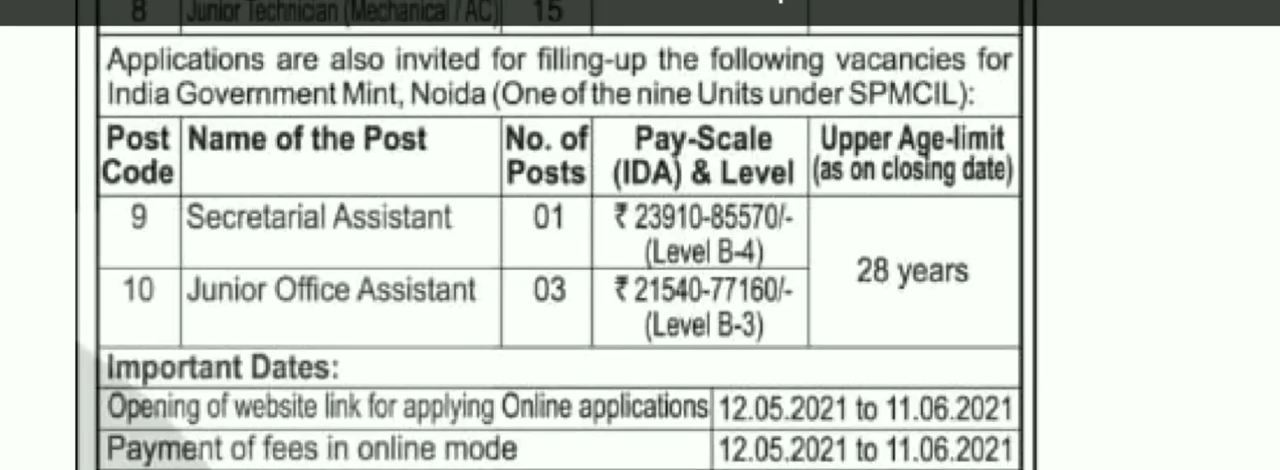 8 Junior Technician (Mechanical / AC) 15
Applications are also invited for filling-up the following vacancies for
India Government Mint, Noida (One of the nine Units under SPMCIL):
Post Code Name of the Post No. of Posts Pay-Scale (IDA) & Level Upper Age-limit (as on closing date)
9 Secretarial Assistant 01 ₹ 23910-85570/- (Level B-4) 28 years
10 Junior Office Assistant 03 ₹ 21540-77160/- (Level B-3)
Important Dates:
Opening of website link for applying Online applications 12.05.2021 to 11.06.2021
Payment of fees in online mode 12.05.2021 to 11.06.2021